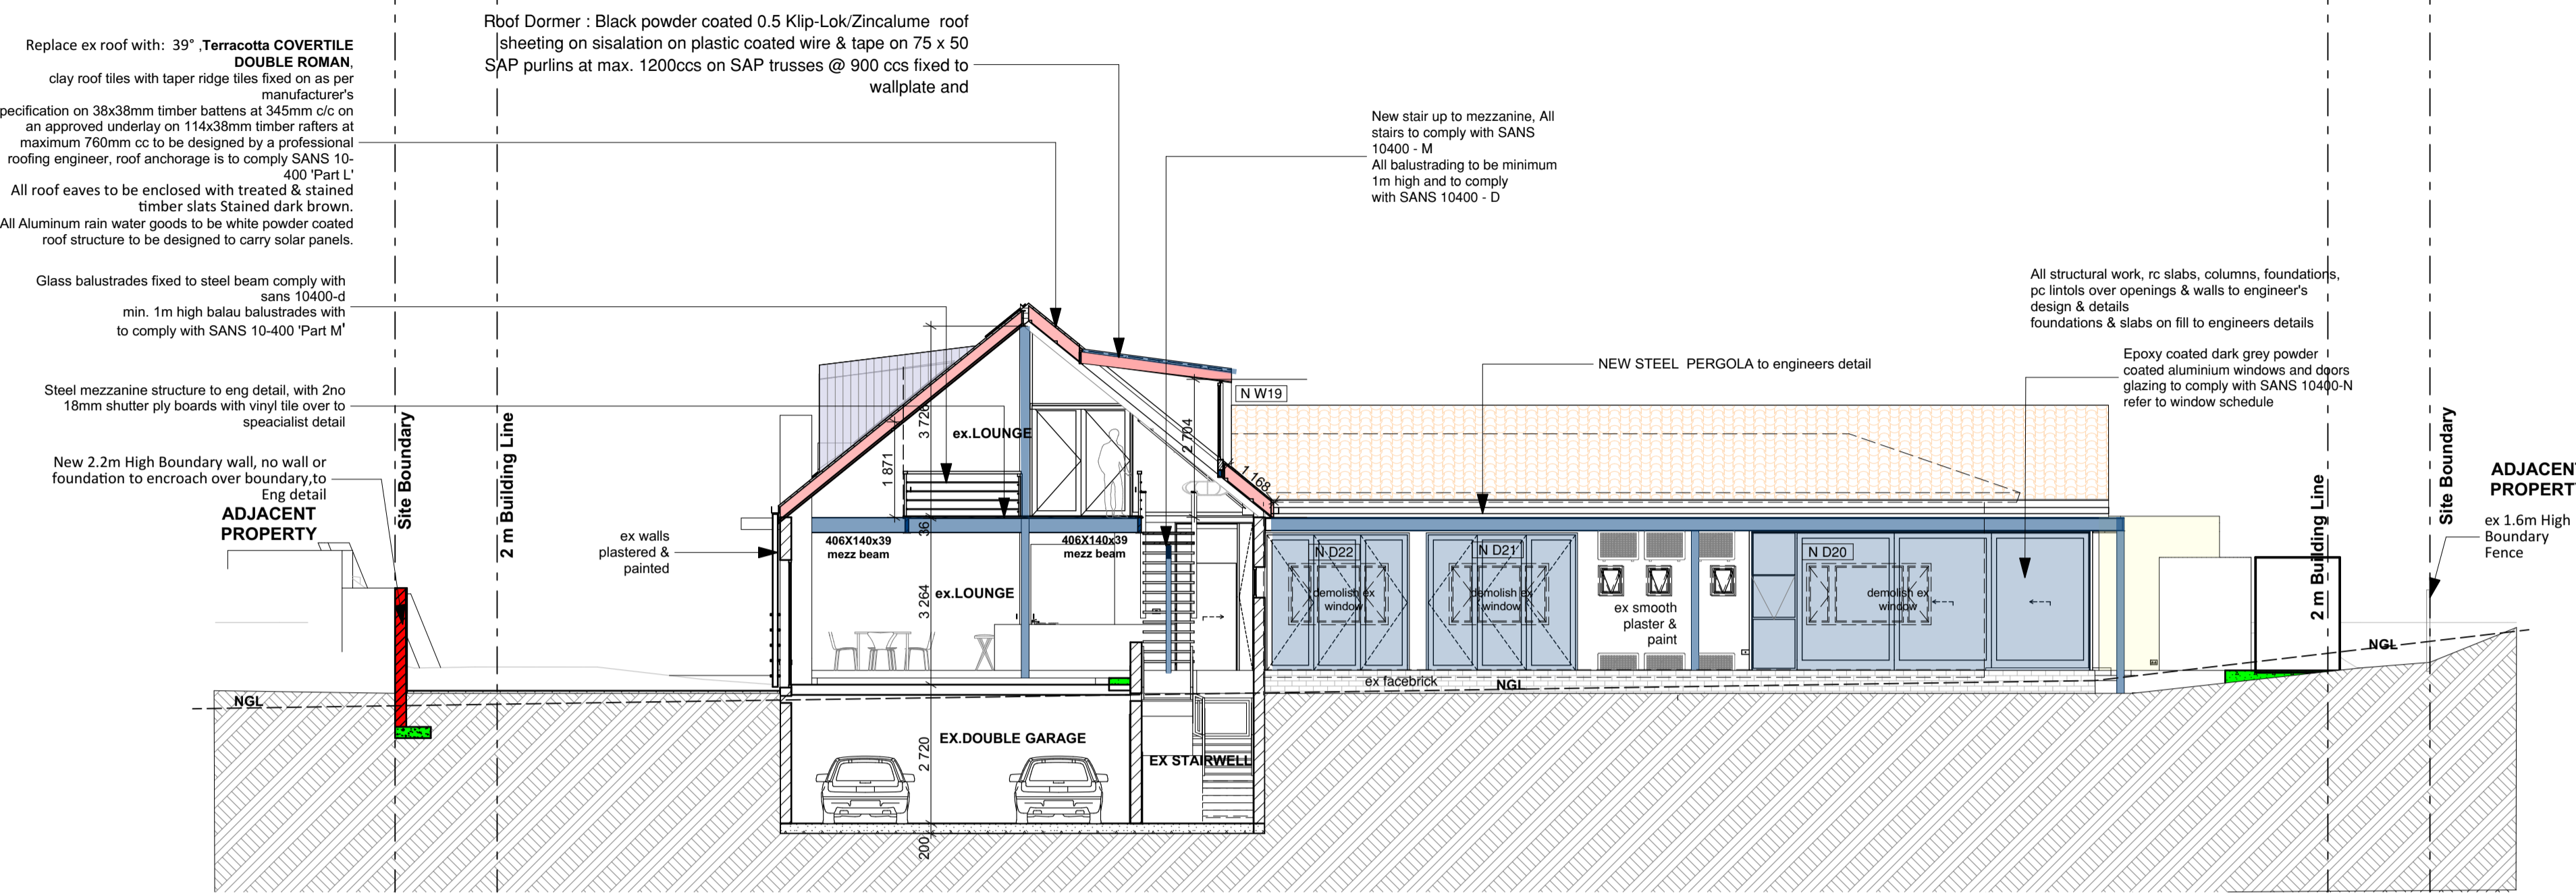 Replace ex roof with:  39° ,Terracotta COVERTILE
DOUBLE ROMAN,
clay roof tiles with taper ridge tiles fixed on as per
manufacturer's
pecification on 38x38mm timber battens at 345mm c/c on
an approved underlay on 114x38mm timber rafters at
maximum 760mm cc to be designed by a professional
roofing engineer, roof anchorage is to comply SANS 10-
400 'Part L'
All roof eaves to be enclosed with treated & stained
timber slats Stained dark brown.
All Aluminum rain water goods to be white powder coated
roof structure to be designed to carry solar panels.
Roof Dormer : Black powder coated 0.5 Klip-Lok/Zincalume  roof
sheeting on sisalation on plastic coated wire & tape on 75 x 50
SAP purlins at max. 1200ccs on SAP trusses @ 900 ccs fixed to
wallplate and
New stair up to mezzanine, All
stairs to comply with SANS
10400 - M
All balustrading to be minimum
1m high and to comply
with SANS 10400 - D
Glass balustrades fixed to steel beam comply with
sans 10400-d
min. 1m high balau balustrades with
to comply with SANS 10-400 'Part M'
Steel mezzanine structure to eng detail, with 2no
18mm shutter ply boards with vinyl tile over to
speacialist detail
New 2.2m High Boundary wall, no wall or
foundation to encroach over boundary,to
Eng detail
ADJACENT
PROPERTY
Site Boundary
2 m Building Line
ex walls
plastered &
painted
All structural work, rc slabs, columns, foundations,
pc lintols over openings & walls to engineer's
design & details
foundations & slabs on fill to engineers details
Epoxy coated dark grey powder
coated aluminium windows and doors
glazing to comply with SANS 10400-N
refer to window schedule
NEW STEEL  PERGOLA to engineers detail
N W19
3 726
1 871
ex.LOUNGE
2 704
1 168
36
406X140x39
mezz beam
406X140x39
mezz beam
3 264
ex.LOUNGE
N D22
N D21
N D20
demolish ex
window
demolish ex
window
demolish ex
window
ex smooth
plaster &
paint
ex facebrick
NGL
NGL
NGL
2 720
EX.DOUBLE GARAGE
EX STAIRWELL
200
2 m Building Line
Site Boundary
ADJACENT
PROPERT
ex 1.6m High
Boundary
Fence